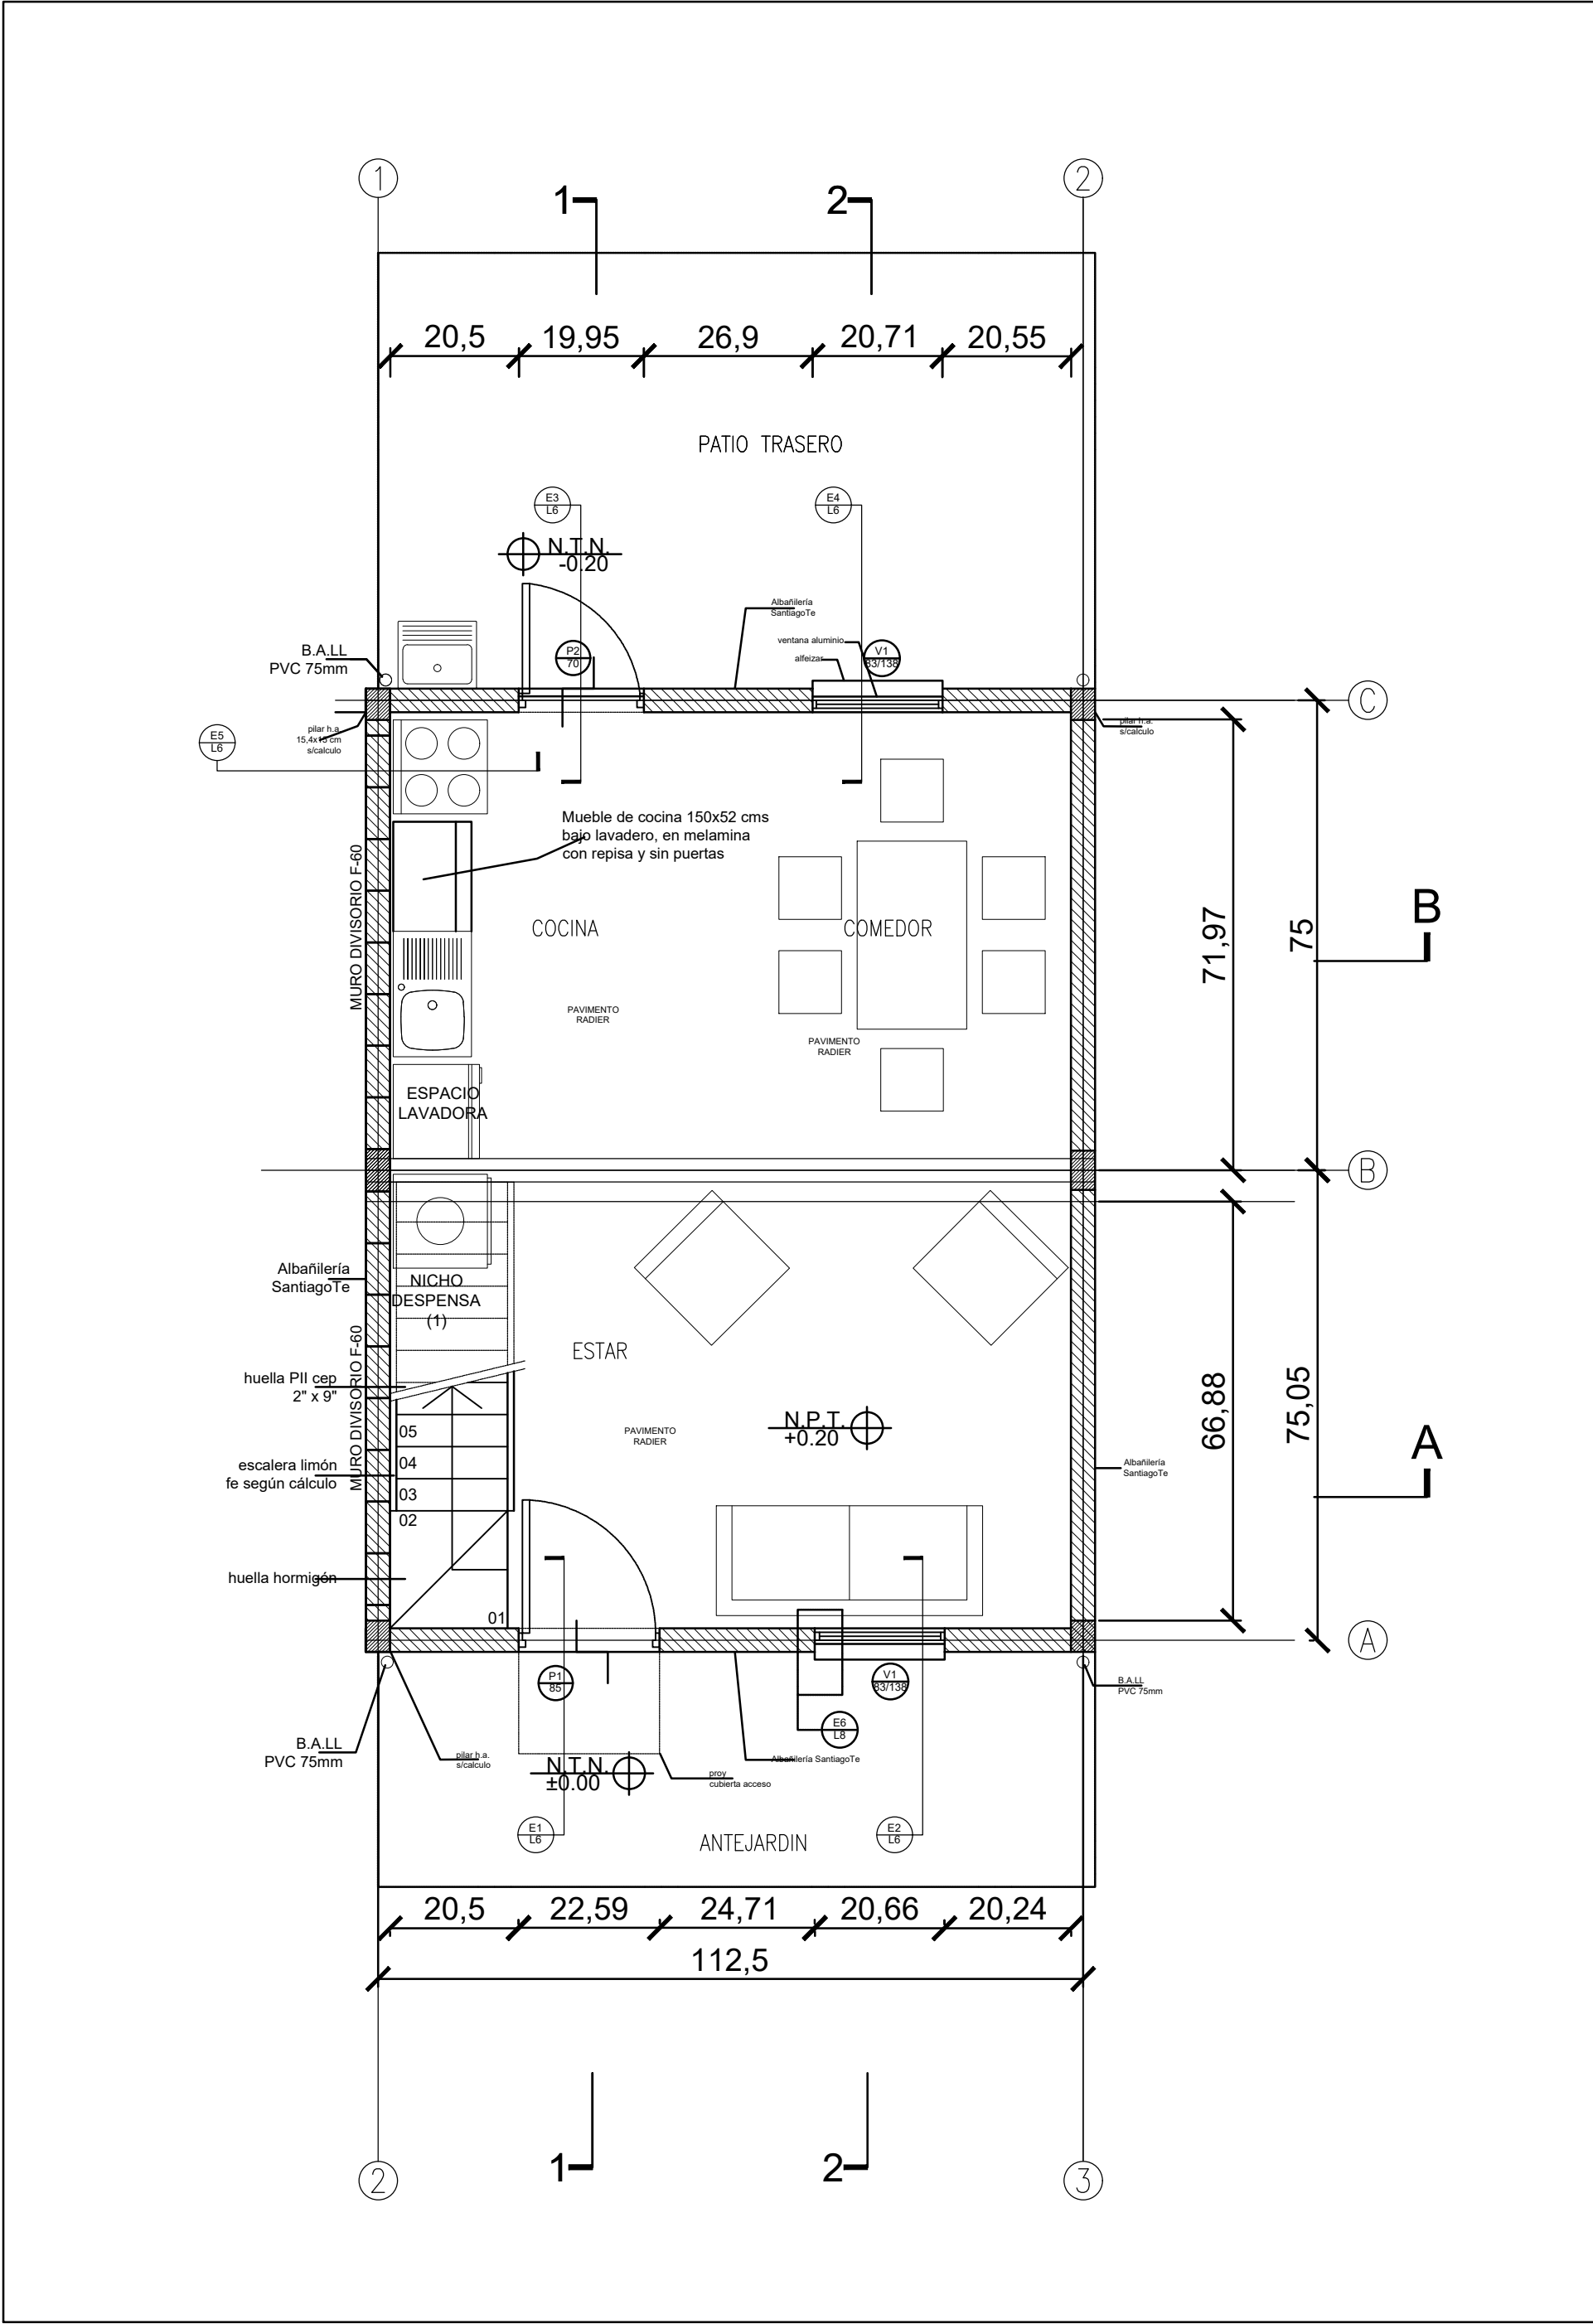 1
2
1
2
20,5 19,95 26,9 20,71 20,55
PATIO TRASERO
E3
L6
E4
L6
N.T.N.
-0.20
Albañilería
SantiagoTe
ventana aluminio
alfeizar
P2
70
V1
83/138
B.A.LL
PVC 75mm
C
pilar h.a.
15,4x15 cm
s/calculo
pilar h.a.
s/calculo
E5
L6
Mueble de cocina 150x52 cms
bajo lavadero, en melamina
con repisa y sin puertas
MURO DIVISORIO F-60
COCINA
COMEDOR
71,97
75
B
PAVIMENTO
RADIER
PAVIMENTO
RADIER
ESPACIO
LAVADORA
B
Albañilería
SantiagoTe
NICHO
DESPENSA
(1)
ESTAR
MURO DIVISORIO F-60
huella PII cep
2" x 9"
66,88
75,05
A
N.P.T.
+0.20
PAVIMENTO
RADIER
05
04
03
02
01
escalera limón
fe según cálculo
Albañilería
SantiagoTe
huella hormigón
A
P1
85
V1
83/138
B.A.LL
PVC 75mm
E6
L8
B.A.LL
PVC 75mm
pilar h.a.
s/calculo
Albañilería SantiagoTe
N.T.N.
±0.00
proy
cubierta acceso
E1
L6
E2
L6
ANTEJARDIN
20,5 22,59 24,71 20,66 20,24
112,5
1
2
2
3